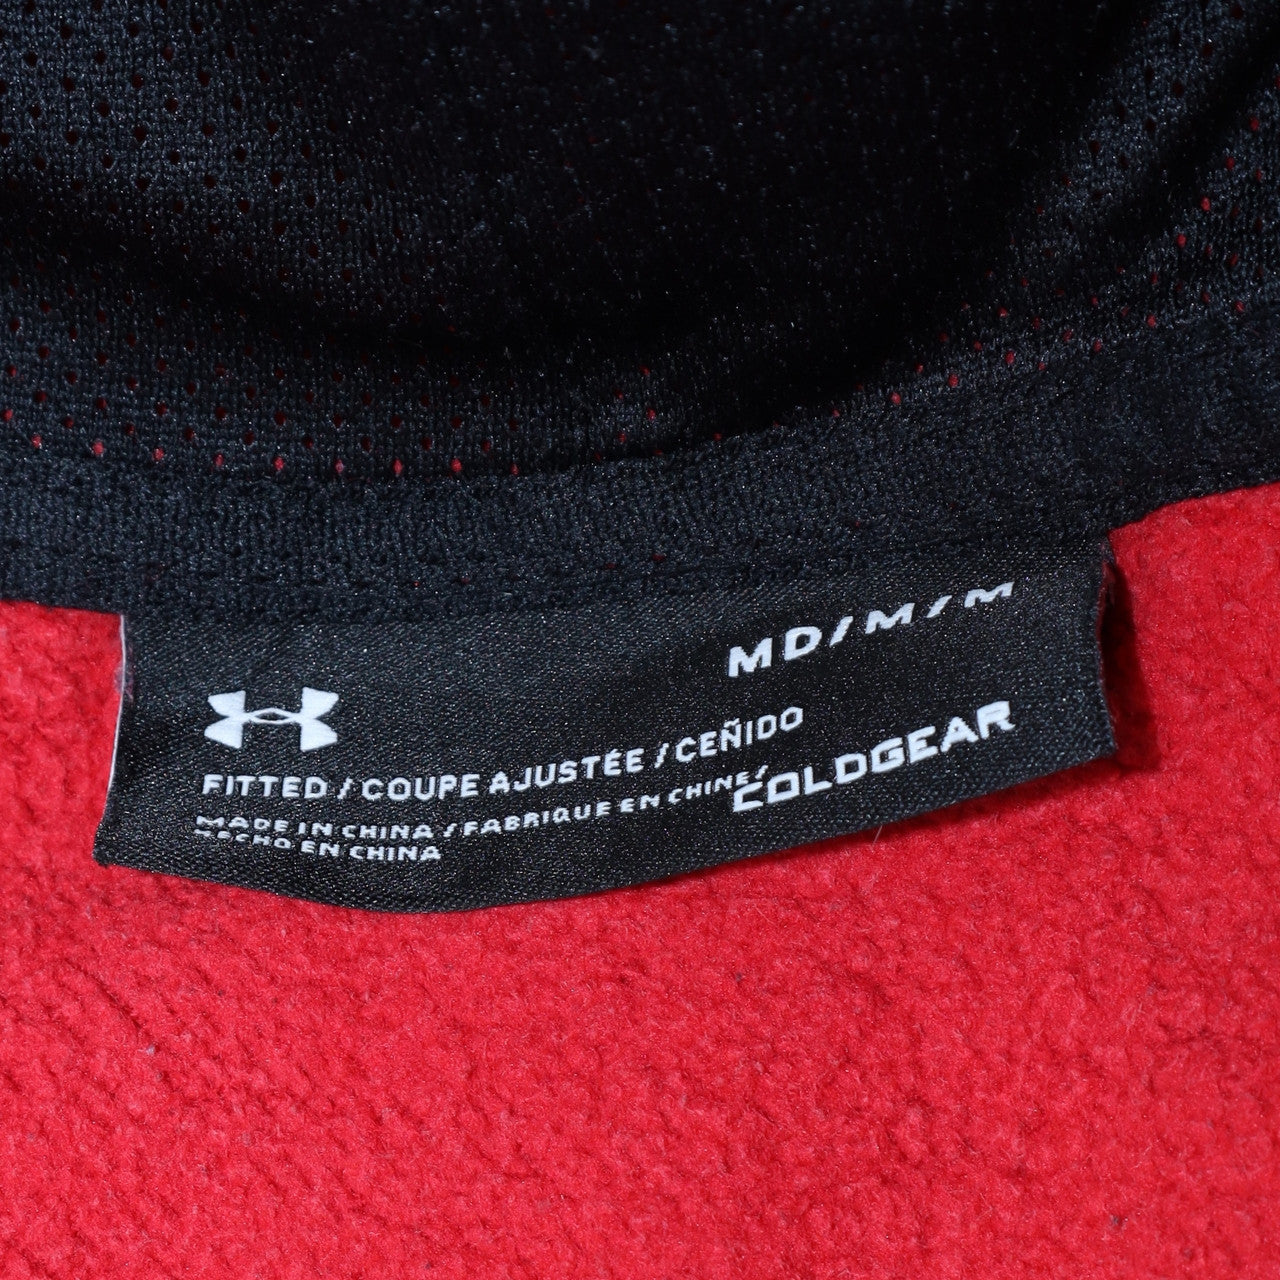 MD/M/M
FITTED / COUPE AJUSTÉE / CEÑIDO
COLDGEAR
MADE IN CHINA / FABRIQUE EN CHINE/
HECHO EN CHINA